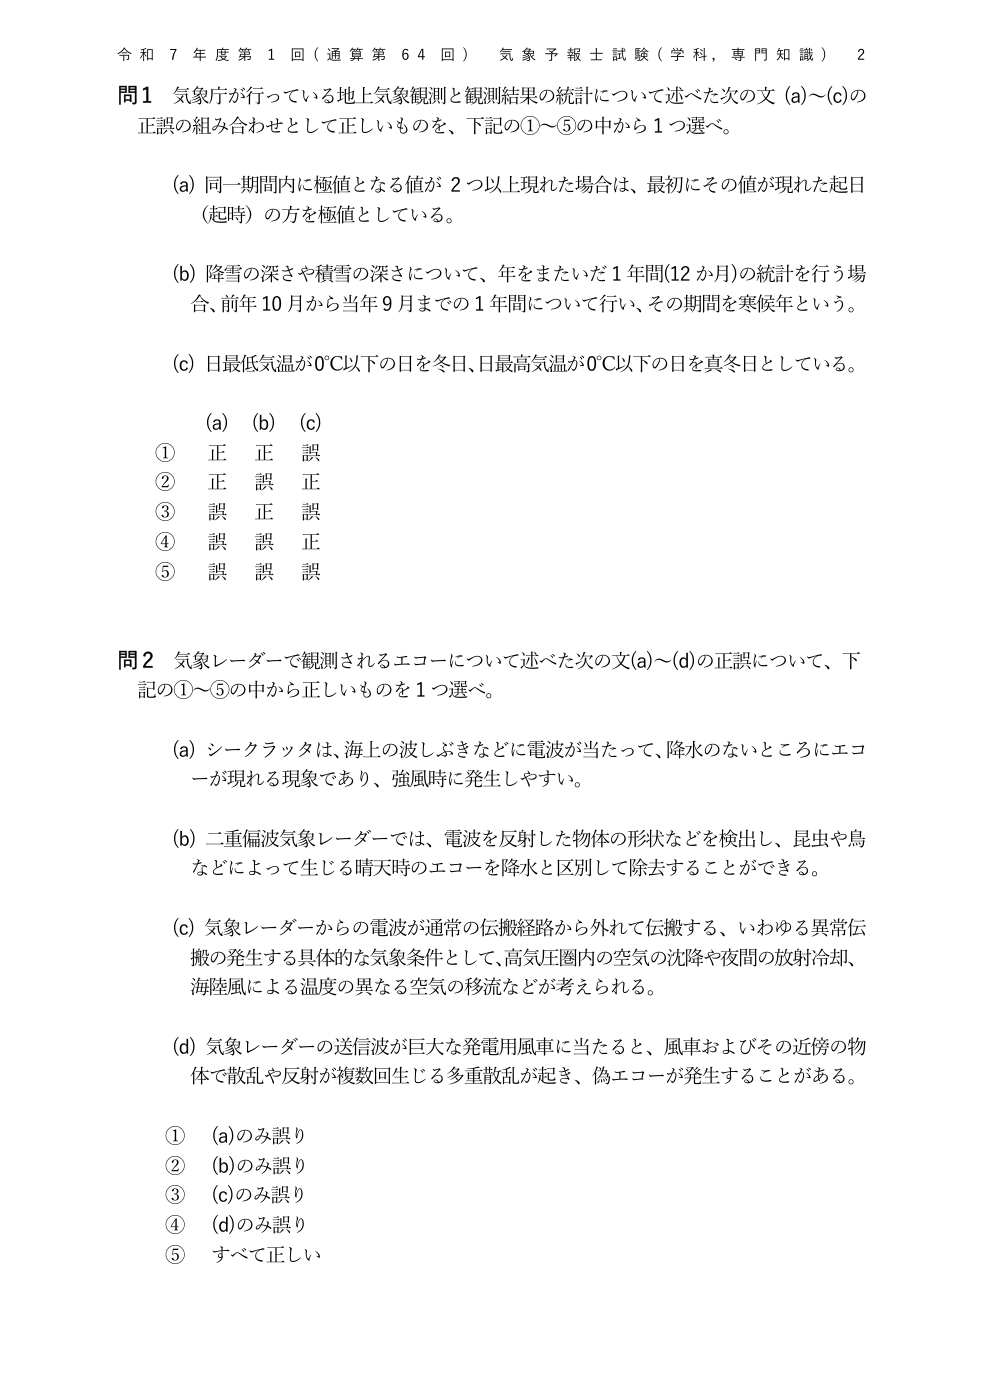 令和7年度第1回(通算第64回)　気象予報士試験(学科, 専門知識)　2
問1　気象庁が行っている地上気象観測と観測結果の統計について述べた次の文 (a)～(c)の
正誤の組み合わせとして正しいものを、下記の①～⑤の中から 1 つ選べ。
(a) 同一期間内に極値となる値が 2 つ以上現れた場合は、最初にその値が現れた起日
（起時）の方を極値としている。
(b) 降雪の深さや積雪の深さについて、年をまたいだ 1 年間(12 か月)の統計を行う場
合、前年 10 月から当年 9 月までの 1 年間について行い、その期間を寒候年という。
(c) 日最低気温が0℃以下の日を冬日、日最高気温が0℃以下の日を真冬日としている。
(a) (b) (c)
① 正 正 誤
② 正 誤 正
③ 誤 正 誤
④ 誤 誤 正
⑤ 誤 誤 誤
問2　気象レーダーで観測されるエコーについて述べた次の文(a)～(d)の正誤について、下
記の①～⑤の中から正しいものを 1 つ選べ。
(a) シークラッタは、海上の波しぶきなどに電波が当たって、降水のないところにエコ
ーが現れる現象であり、強風時に発生しやすい。
(b) 二重偏波気象レーダーでは、電波を反射した物体の形状などを検出し、昆虫や鳥
などによって生じる晴天時のエコーを降水と区別して除去することができる。
(c) 気象レーダーからの電波が通常の伝搬経路から外れて伝搬する、いわゆる異常伝
搬の発生する具体的な気象条件として、高気圧圏内の空気の沈降や夜間の放射冷却、
海陸風による温度の異なる空気の移流などが考えられる。
(d) 気象レーダーの送信波が巨大な発電用風車に当たると、風車およびその近傍の物
体で散乱や反射が複数回生じる多重散乱が起き、偽エコーが発生することがある。
① (a)のみ誤り
② (b)のみ誤り
③ (c)のみ誤り
④ (d)のみ誤り
⑤ すべて正しい